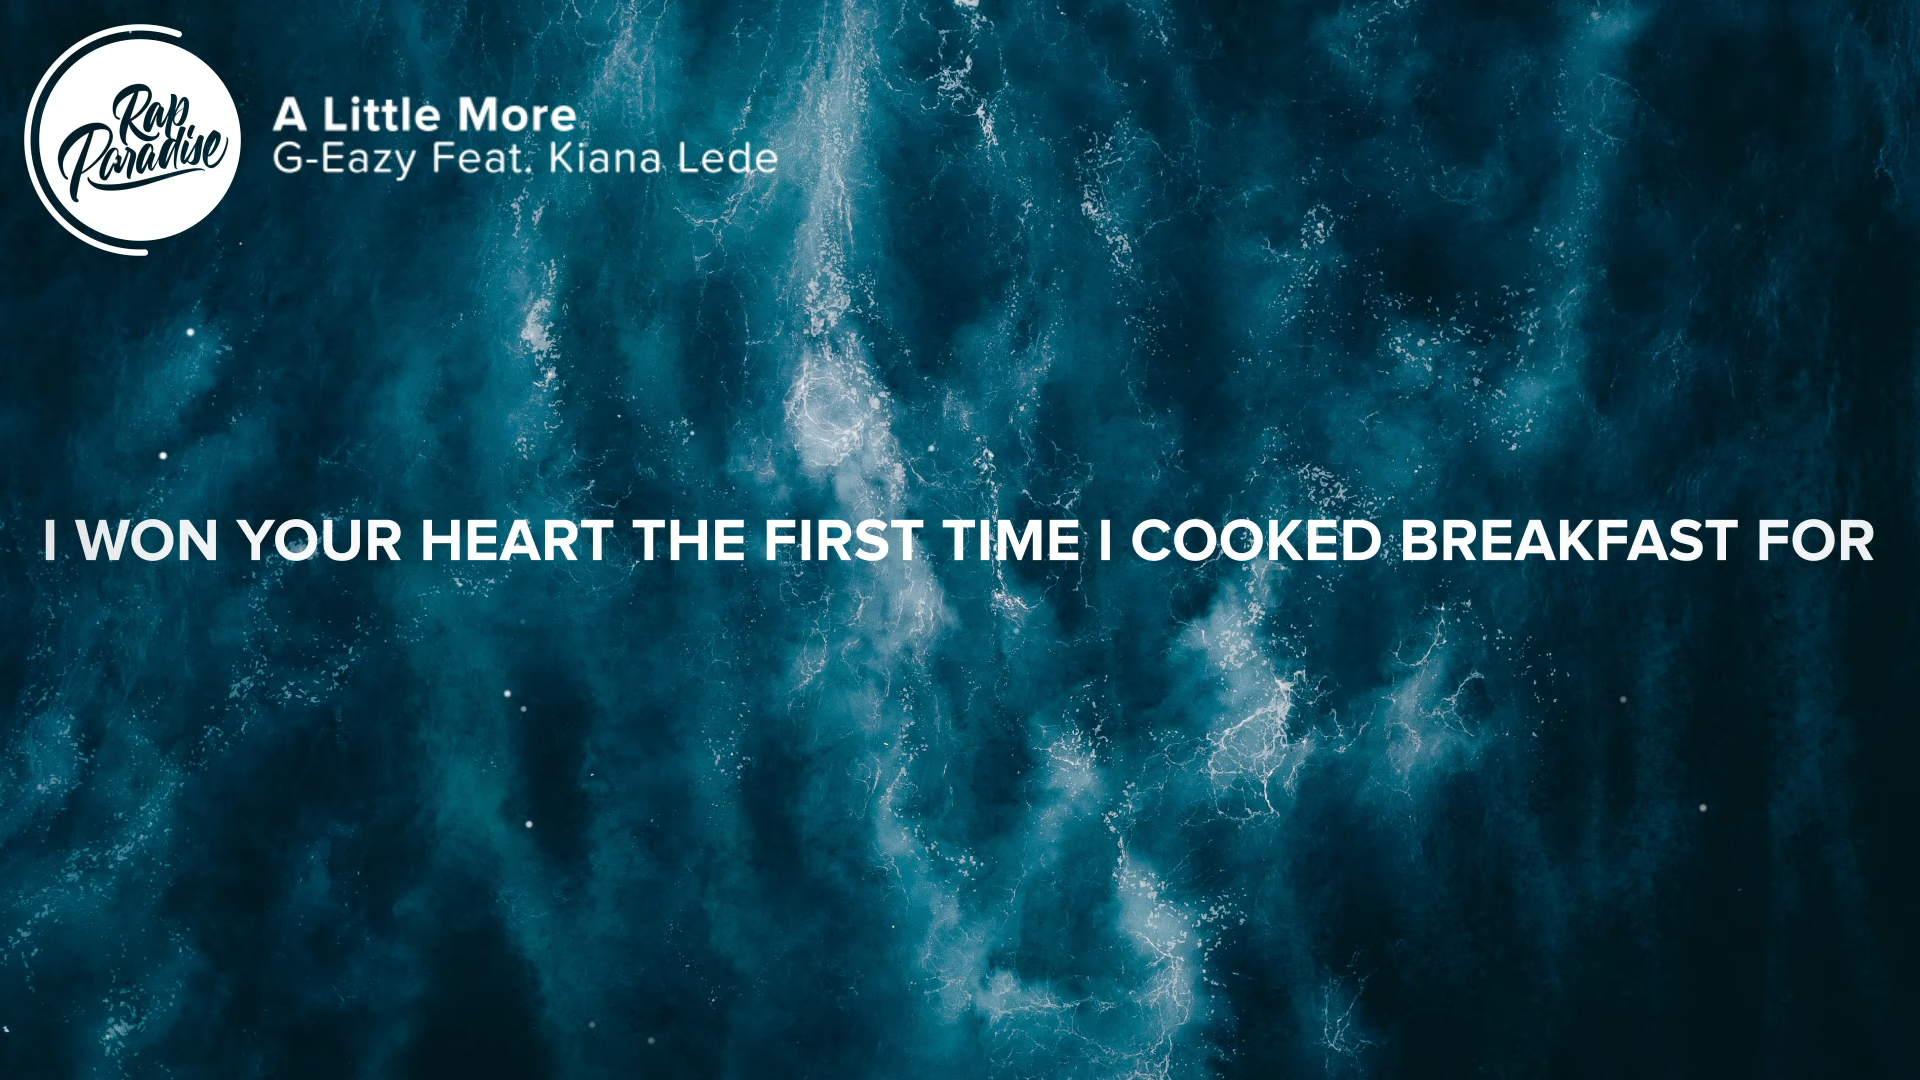 Rap
Paradise
A Little More
G-Eazy Feat. Kiana Lede
I WON YOUR HEART THE FIRST TIME I COOKED BREAKFAST FOR